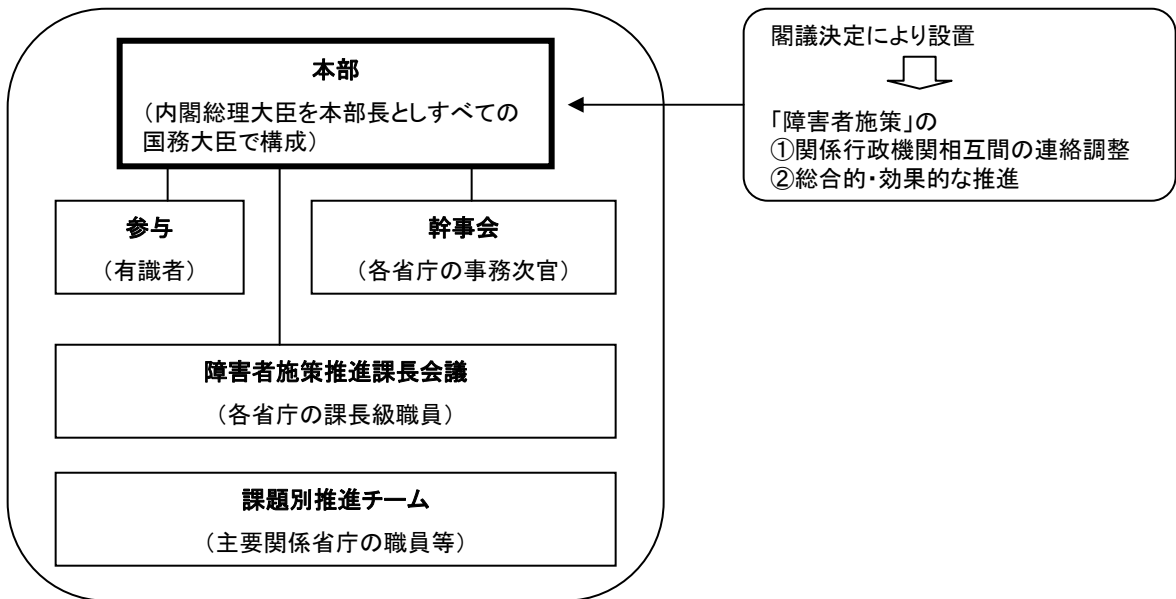 本部
（内閣総理大臣を本部長としすべての
国務大臣で構成）
参与
（有識者）
幹事会
（各省庁の事務次官）
障害者施策推進課長会議
（各省庁の課長級職員）
課題別推進チーム
（主要関係省庁の職員等）
閣議決定により設置
「障害者施策」の
①関係行政機関相互間の連絡調整
②総合的・効果的な推進